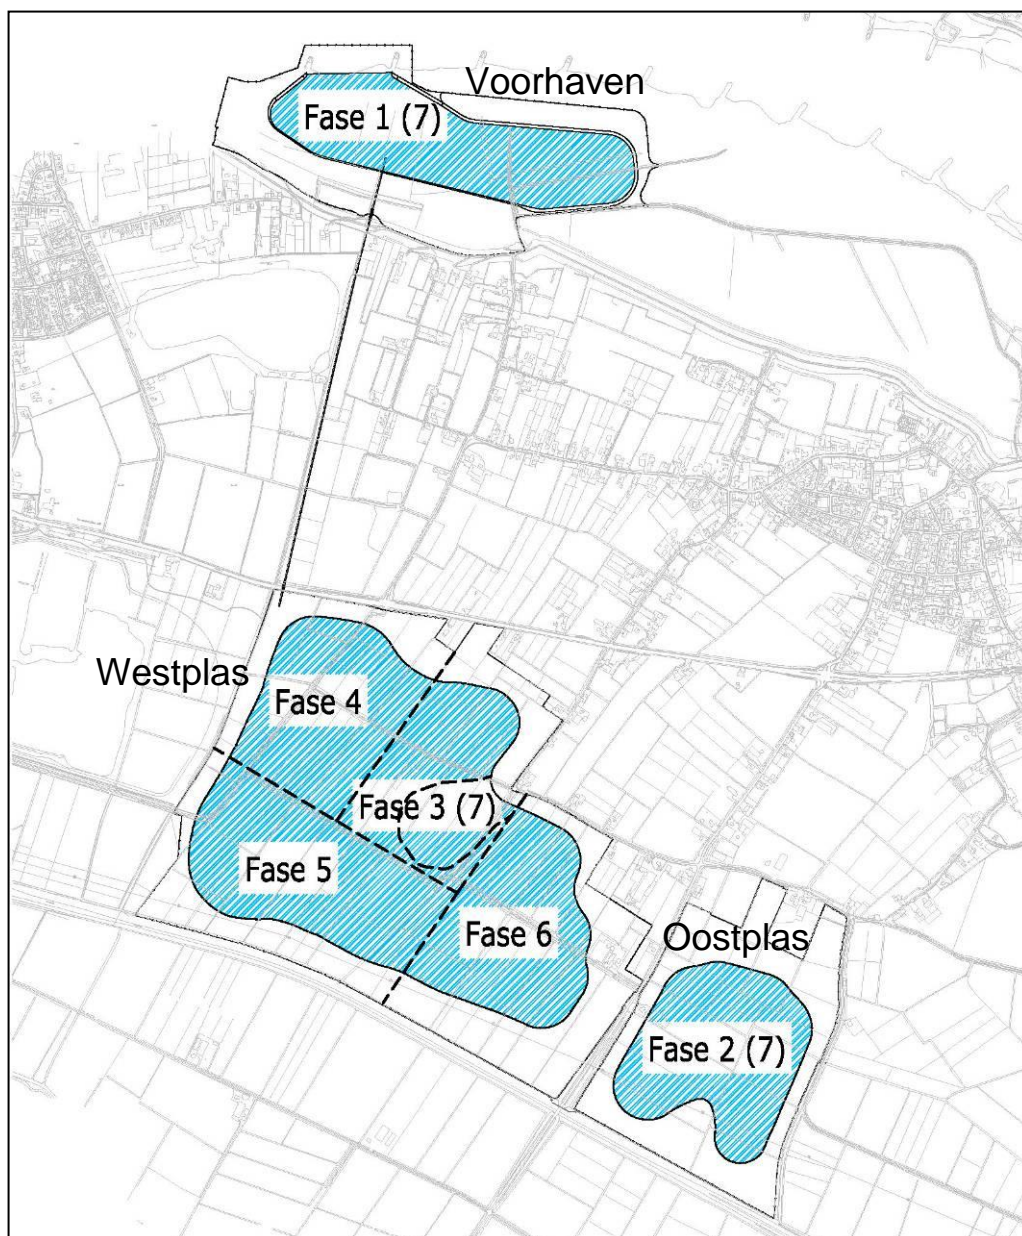 Voorhaven
Fase 1 (7)
Westplas
Fase 4
Fase 3 (7)
Fase 5
Fase 6
Oostplas
Fase 2 (7)